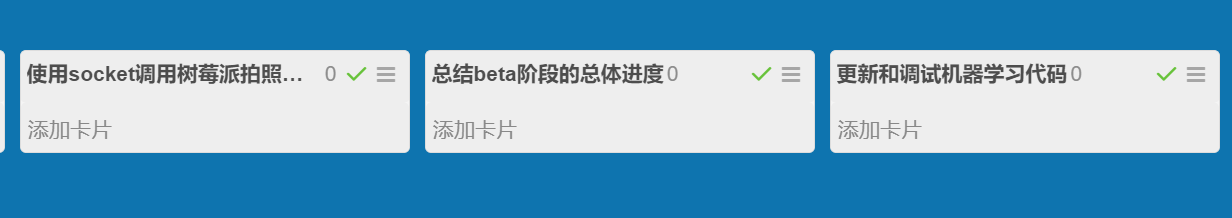 使用socket调用树莓派拍照… 0
添加卡片
总结beta阶段的总体进度 0
添加卡片
更新和调试机器学习代码 0
添加卡片